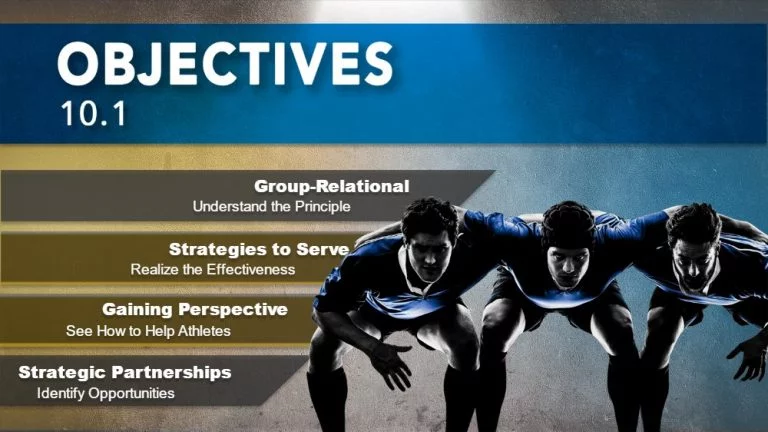 OBJECTIVES
10.1
Group-Relational
Understand the Principle
Strategies to Serve
Realize the Effectiveness
Gaining Perspective
See How to Help Athletes
Strategic Partnerships
Identify Opportunities